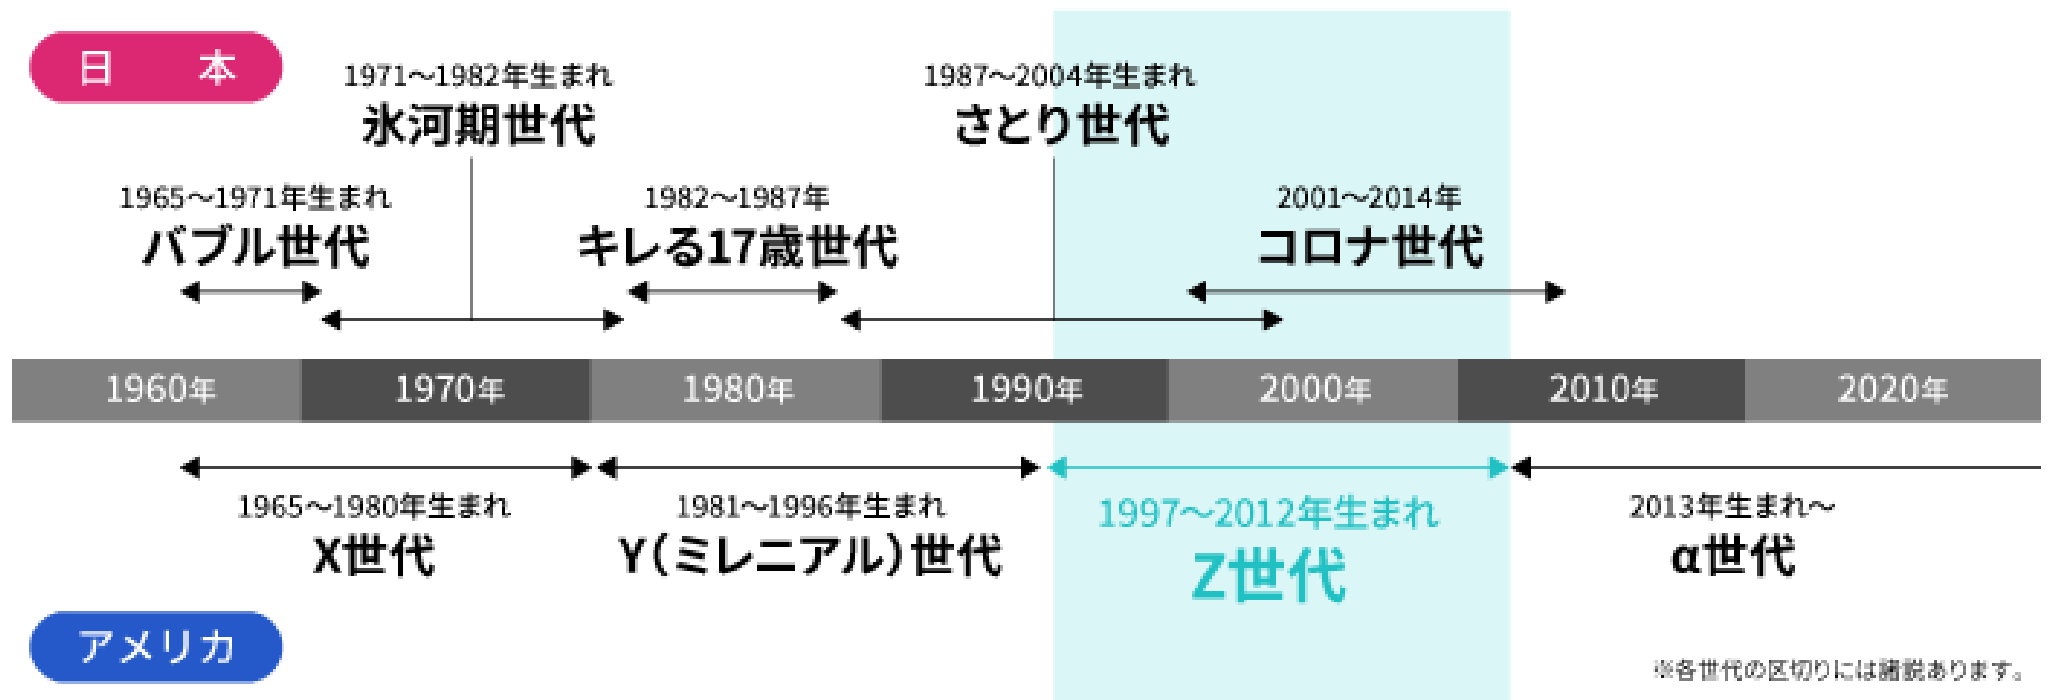 日 本
1971～1982年生まれ
氷河期世代
1987～2004年生まれ
さとり世代
1965～1971年生まれ
バブル世代
1982～1987年
キレる17歳世代
2001～2014年
コロナ世代
1960年 1970年 1980年 1990年 2000年 2010年 2020年
1965～1980年生まれ
X世代
1981～1996年生まれ
Y（ミレニアル）世代
1997～2012年生まれ
Z世代
2013年生まれ～
α世代
アメリカ
※各世代の区切りには諸説あります。